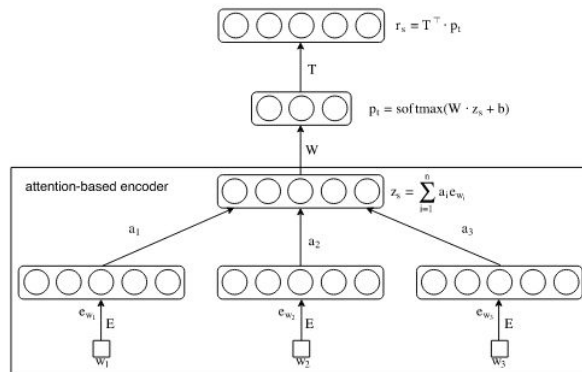 r_s = T^⊤ · p_t
T
p_t = softmax(W · z_s + b)
W
attention-based encoder
z_s = ∑_{i=1}^{n} a_i e_{w_i}
a_1
a_2
a_3
e_{w_1} E
e_{w_2} E
e_{w_3} E
w_1
w_2
w_3